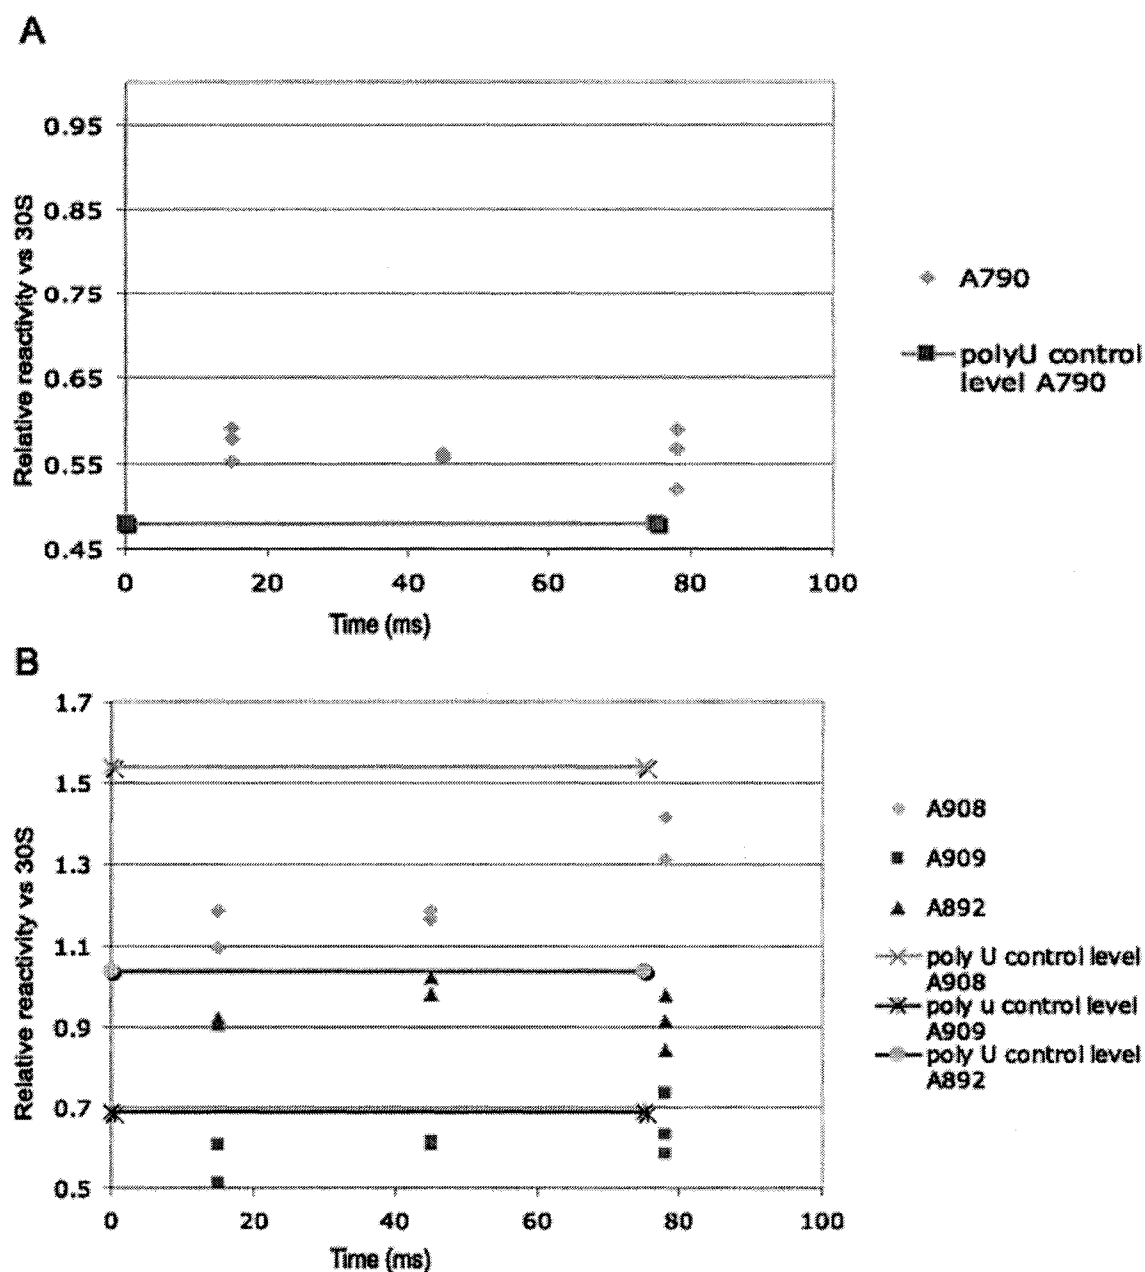 A
Relative reactivity vs 30S
0.95
0.85
0.75
0.65
0.55
0.45
0 20 40 60 80 100
Time (ms)
A790
polyU control
level A790
B
Relative reactivity vs 30S
1.7
1.5
1.3
1.1
0.9
0.7
0.5
0 20 40 60 80 100
Time (ms)
A908
A909
A892
poly U control level
A908
poly u control level
A909
poly U control level
A892